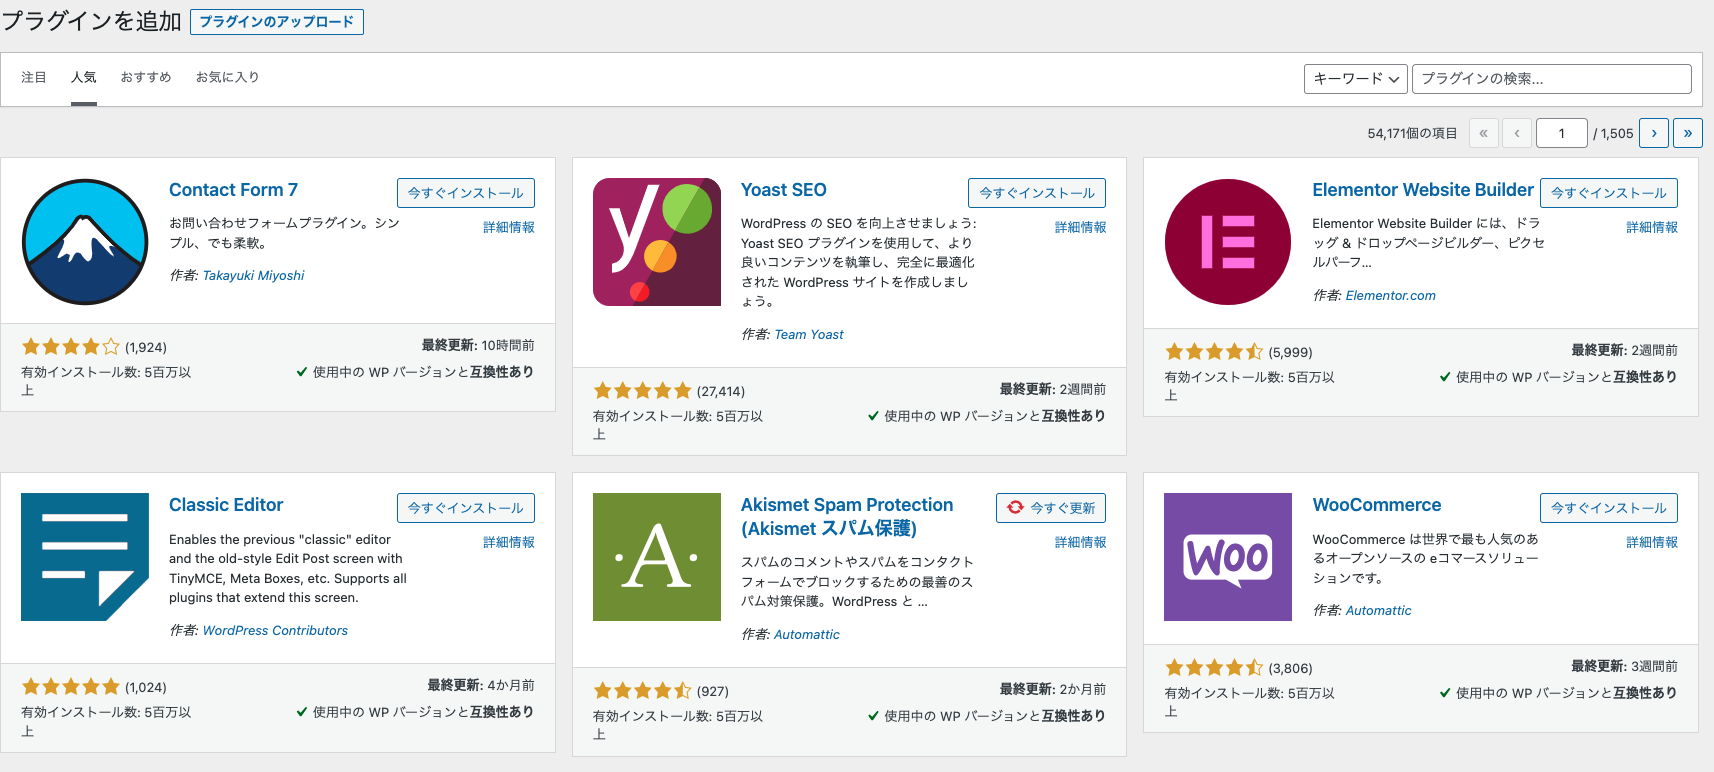 プラグインを追加 プラグインのアップロード
注目 人気 おすすめ お気に入り キーワード プラグインの検索...
54,171個の項目 « ‹ 1 / 1,505 › »
Contact Form 7
今すぐインストール
詳細情報
お問い合わせフォームプラグイン。シン
プル、でも柔軟。
作者: Takayuki Miyoshi
(1,924)
最終更新: 10時間前
有効インストール数: 5百万以
上
使用中の WP バージョンと互換性あり
y
Yoast SEO
今すぐインストール
詳細情報
WordPress の SEO を向上させましょう:
Yoast SEO プラグインを使用して、より
良いコンテンツを執筆し、完全に最適化
された WordPress サイトを作成しまし
ょう。
作者: Team Yoast
(27,414)
最終更新: 2週間前
有効インストール数: 5百万以
上
使用中の WP バージョンと互換性あり
Elementor Website Builder
今すぐインストール
詳細情報
Elementor Website Builder には、ドラ
ッグ & ドロップページビルダー、ピクセ
ルパーフ...
作者: Elementor.com
(5,999)
最終更新: 2週間前
有効インストール数: 5百万以
上
使用中の WP バージョンと互換性あり
Classic Editor
今すぐインストール
詳細情報
Enables the previous "classic" editor
and the old-style Edit Post screen with
TinyMCE, Meta Boxes, etc. Supports all
plugins that extend this screen.
作者: WordPress Contributors
(1,024)
最終更新: 4か月前
有効インストール数: 5百万以
上
使用中の WP バージョンと互換性あり
·A·
Akismet Spam Protection
(Akismet スパム保護)
今すぐ更新
詳細情報
スパムのコメントやスパムをコンタクト
フォームでブロックするための最善のス
パム対策保護。WordPress と ...
作者: Automattic
(927)
最終更新: 2か月前
有効インストール数: 5百万以
上
使用中の WP バージョンと互換性あり
WOO
WooCommerce
今すぐインストール
詳細情報
WooCommerce は世界で最も人気のあ
るオープンソースの eコマースソリュー
ションです。
作者: Automattic
(3,806)
最終更新: 3週間前
有効インストール数: 5百万以
上
使用中の WP バージョンと互換性あり